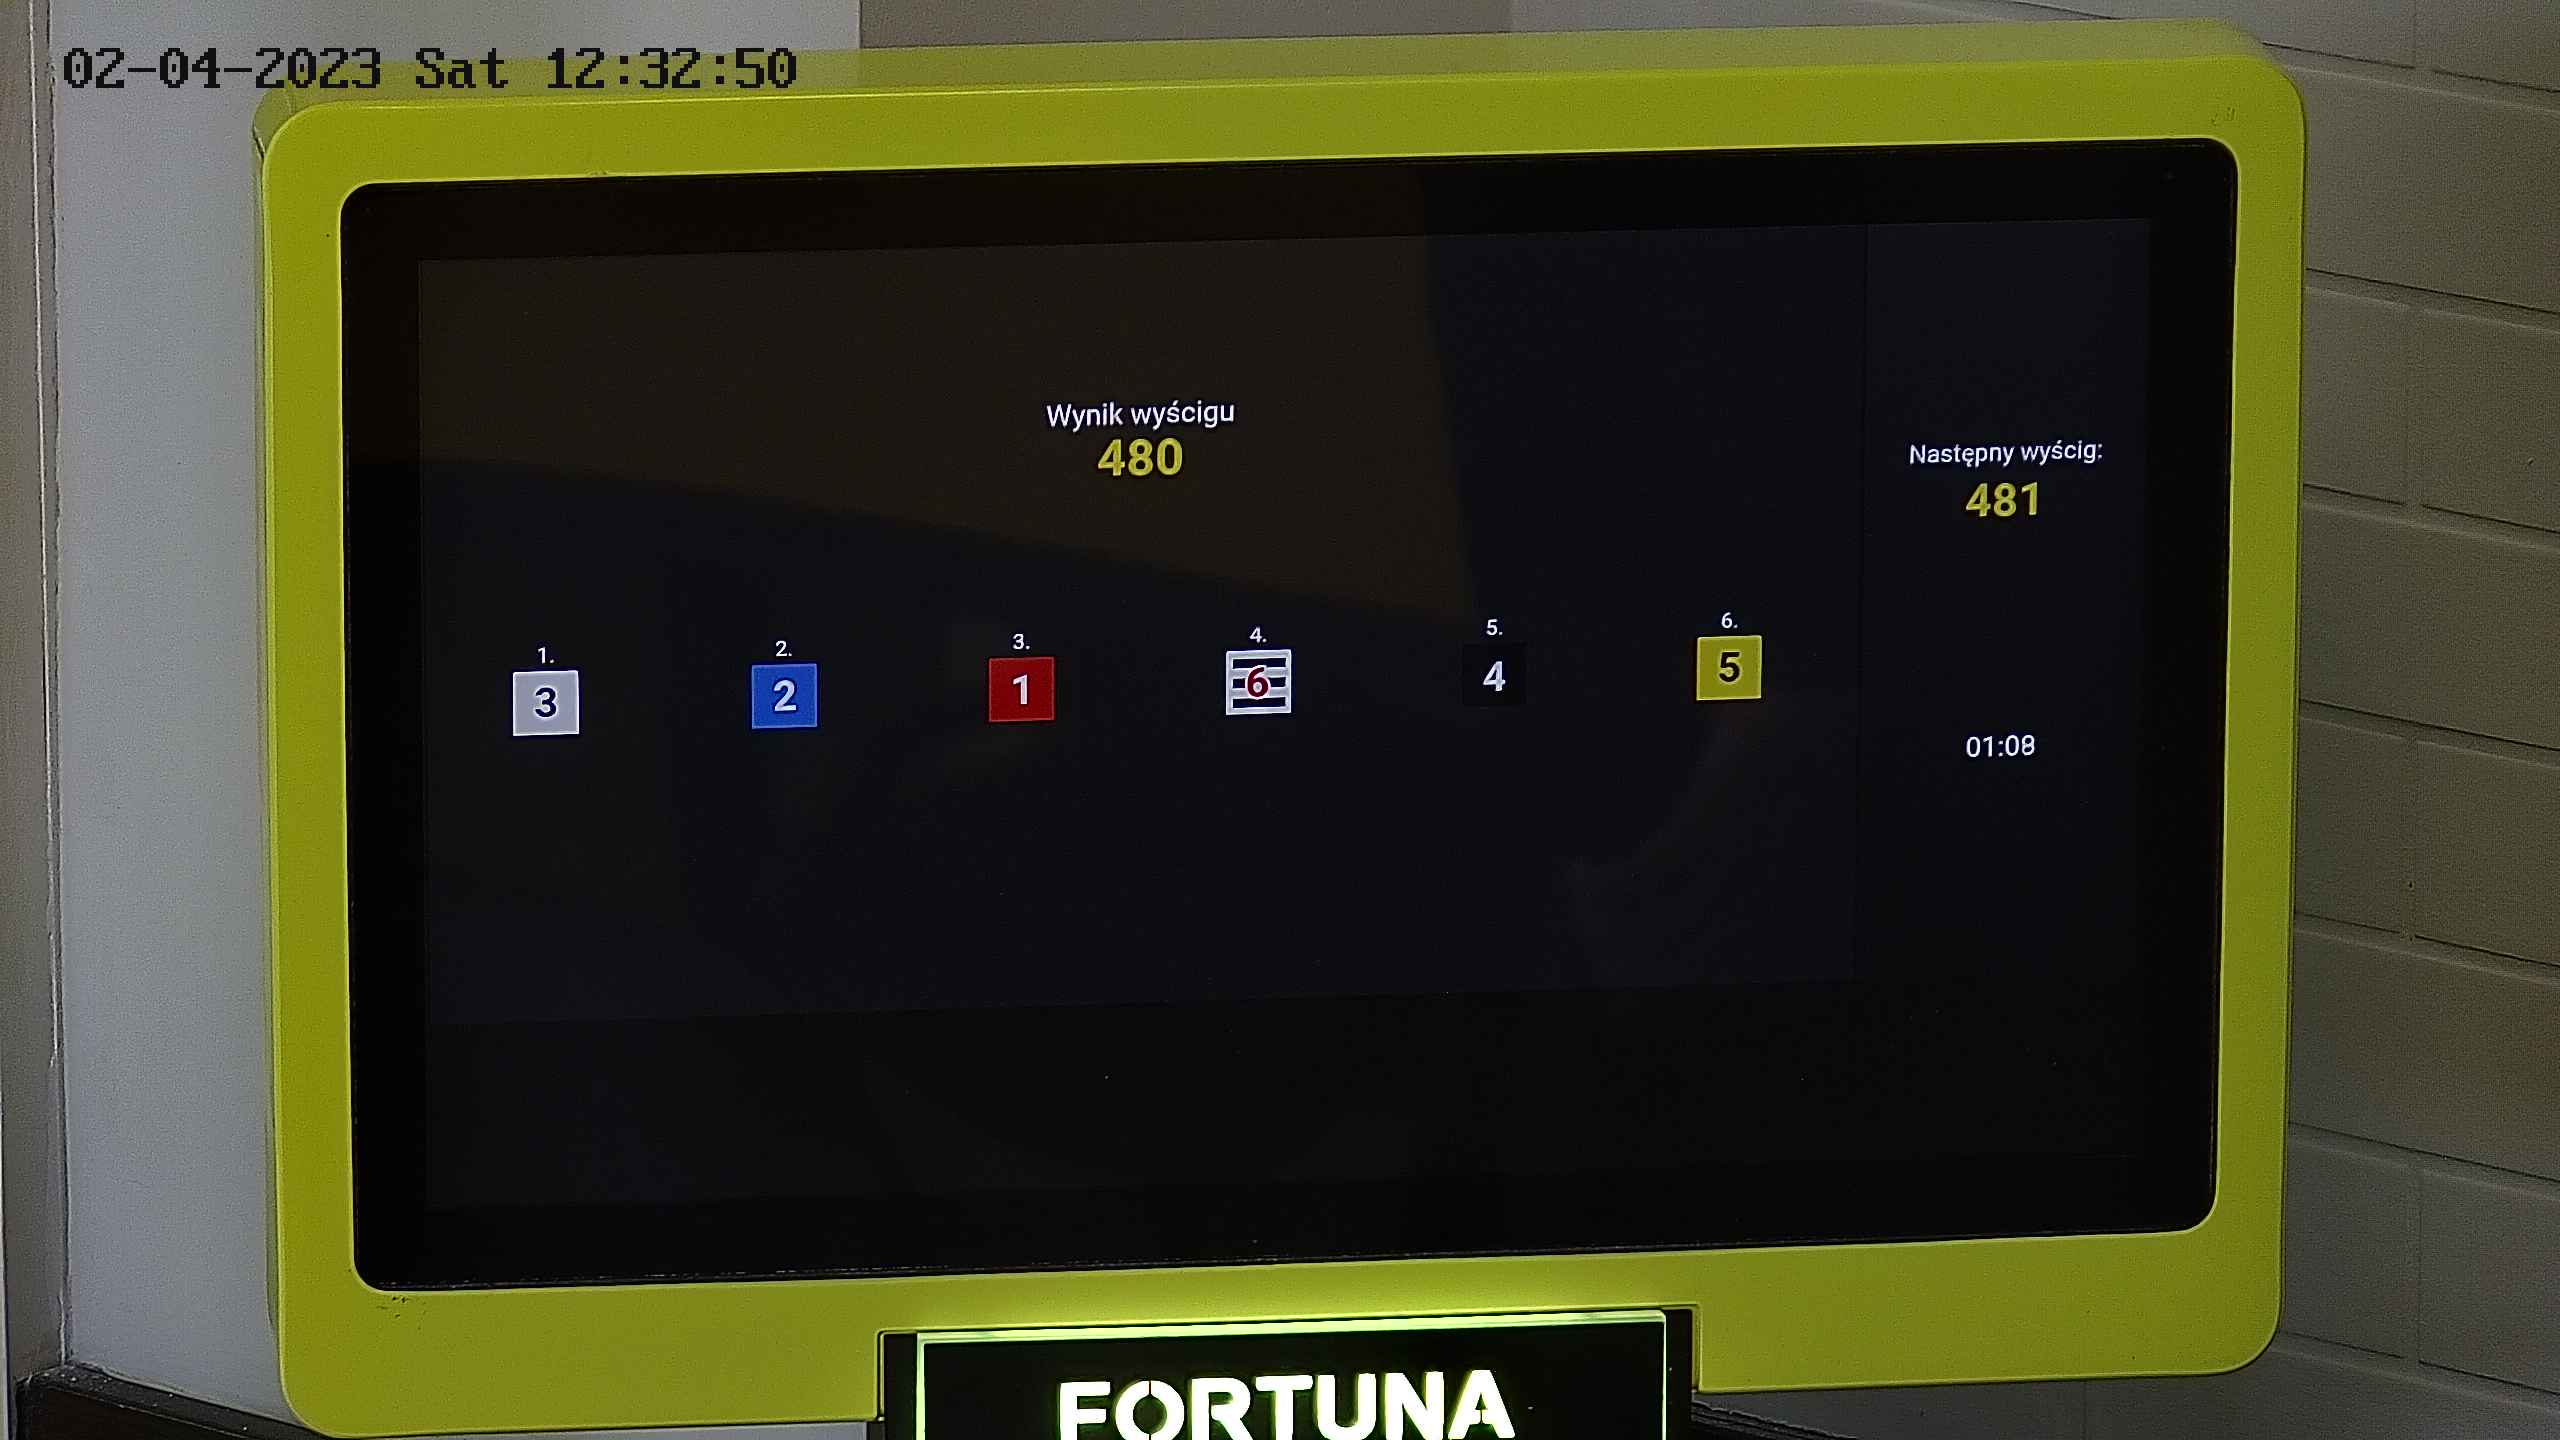 02-04-2023 Sat 12:32:50
Wynik wyścigu
480
Następny wyścig:
481
1. 2. 3. 4. 5. 6.
3 2 1 6 4 5
01:08
FORTUNA